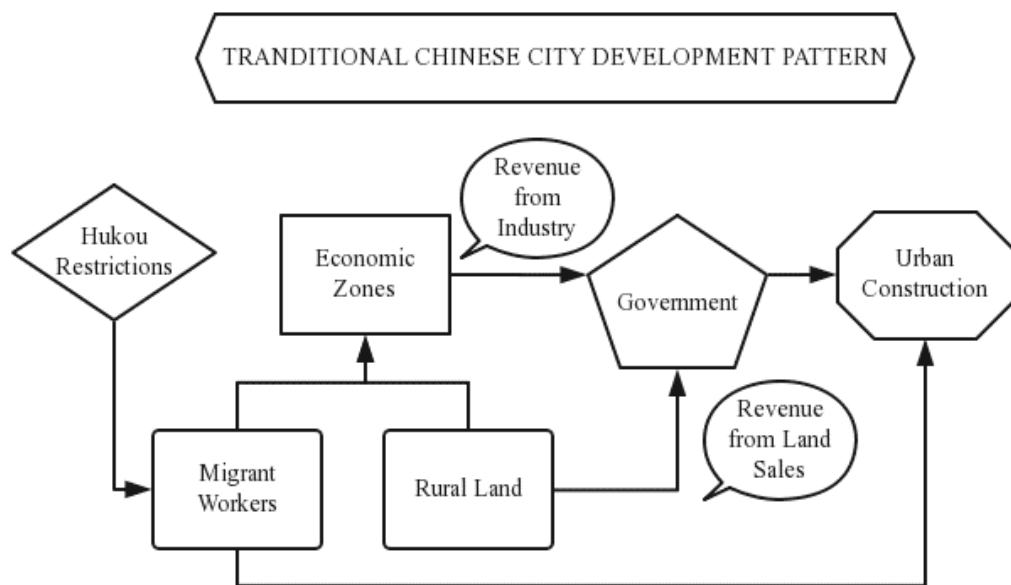 TRANDITIONAL CHINESE CITY DEVELOPMENT PATTERN
Revenue
from
Industry
Hukou
Restrictions
Economic
Zones
Government
Urban
Construction
Migrant
Workers
Rural Land
Revenue
from Land
Sales